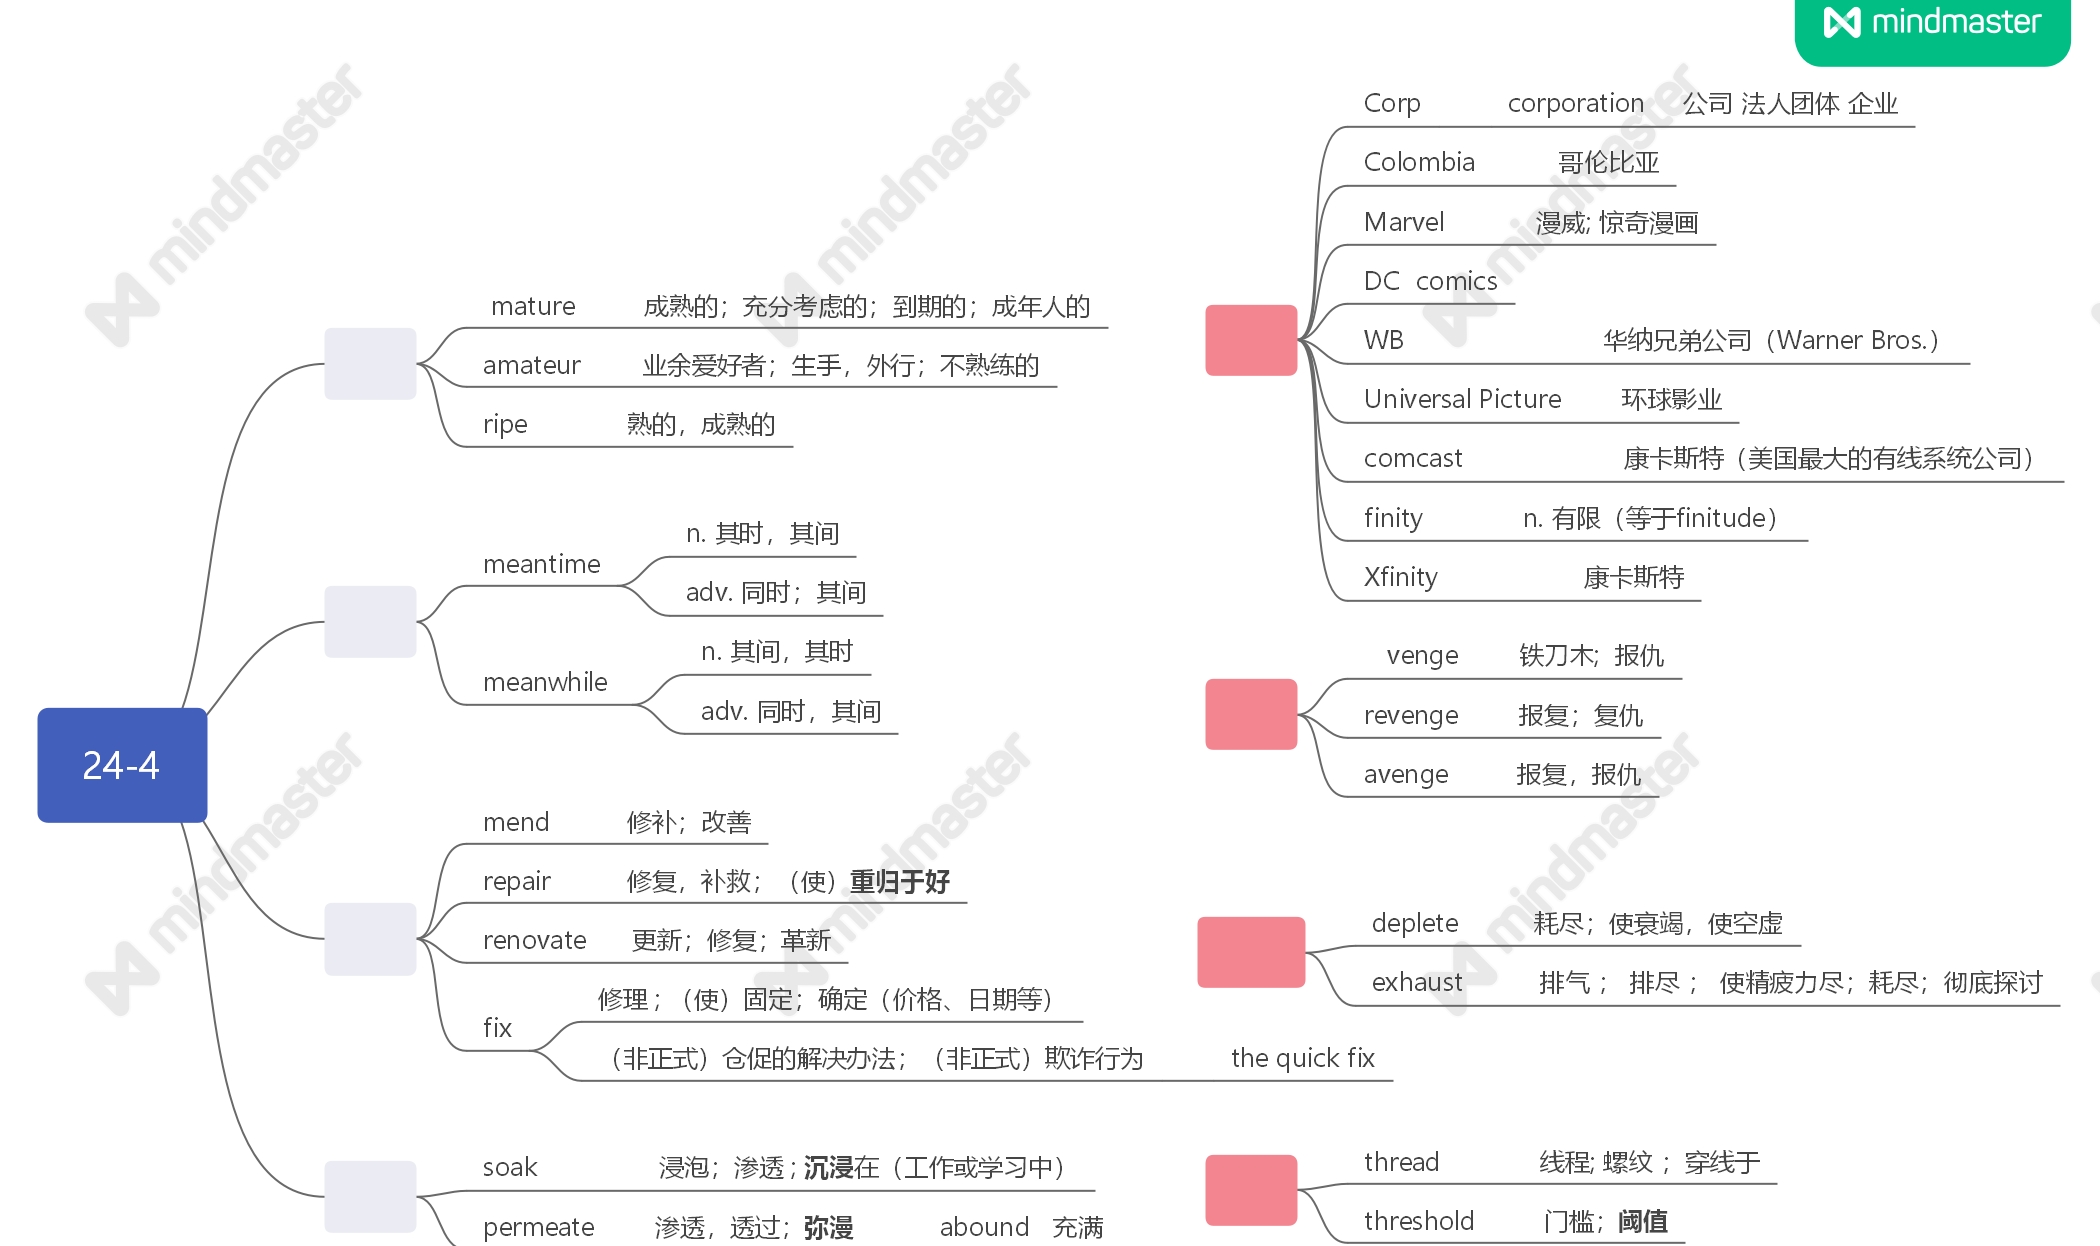 mindmaster
24-4
mature 成熟的；充分考虑的；到期的；成年人的
amateur 业余爱好者；生手，外行；不熟练的
ripe 熟的，成熟的
meantime
n. 其时，其间
adv. 同时；其间
meanwhile
n. 其间，其时
adv. 同时，其间
mend 修补；改善
repair 修复，补救；（使）重归于好
renovate 更新；修复；革新
fix
修理；（使）固定；确定（价格、日期等）
（非正式）仓促的解决办法；（非正式）欺诈行为 the quick fix
soak 浸泡；渗透；沉浸在（工作或学习中）
permeate 渗透，透过；弥漫 abound 充满
Corp corporation 公司 法人团体 企业
Colombia 哥伦比亚
Marvel 漫威; 惊奇漫画
DC comics
WB 华纳兄弟公司（Warner Bros.）
Universal Picture 环球影业
comcast 康卡斯特（美国最大的有线系统公司）
finity n. 有限（等于finitude）
Xfinity 康卡斯特
venge 铁刀木; 报仇
revenge 报复；复仇
avenge 报复，报仇
deplete 耗尽；使衰竭，使空虚
exhaust 排气； 排尽； 使精疲力尽；耗尽；彻底探讨
thread 线程; 螺纹 ；穿线于
threshold 门槛；阈值
mindmaster
mindmaster
mindmaster
mindmaster
mindmaster
mindmaster